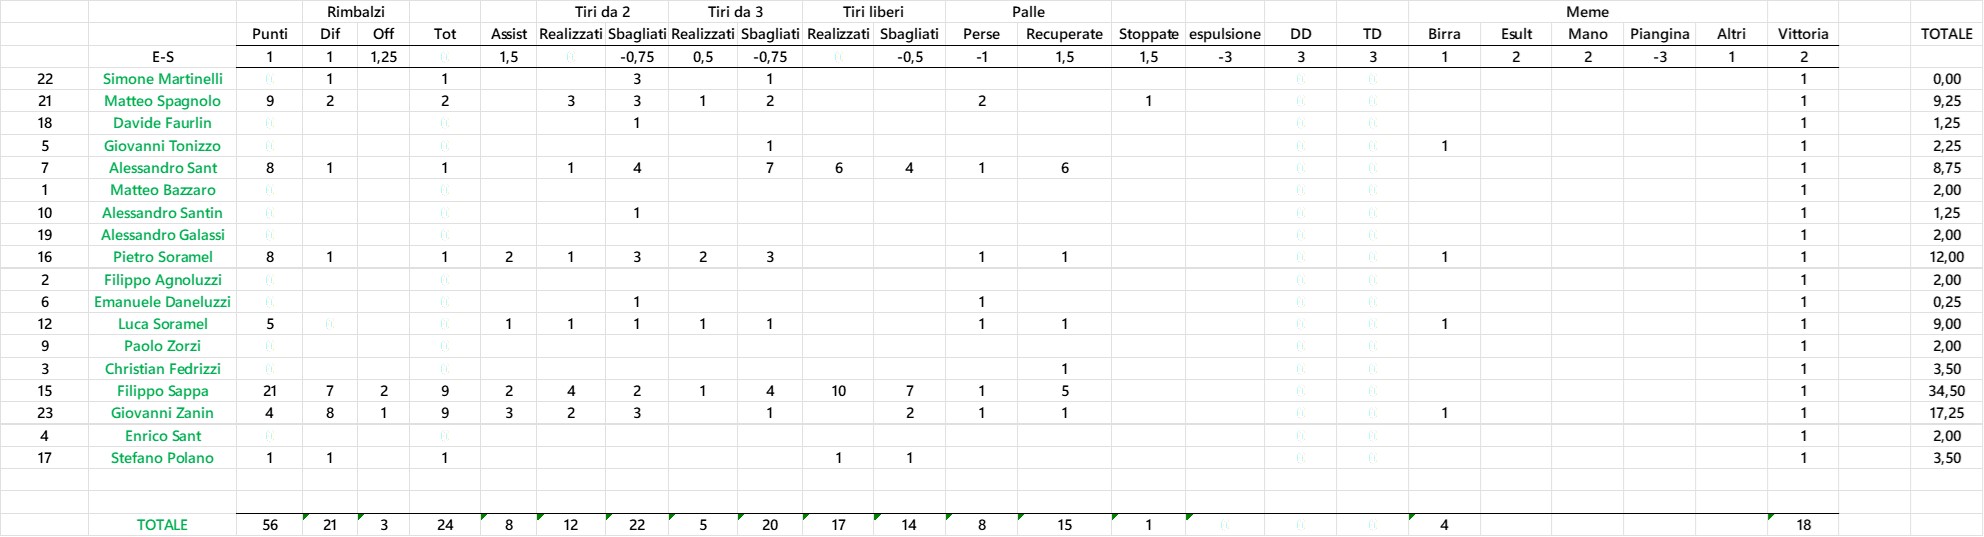 Rimbalzi Tiri da 2 Tiri da 3 Tiri liberi Palle Meme
Punti Dif Off Tot Assist Realizzati Sbagliati Realizzati Sbagliati Realizzati Sbagliati Perse Recuperate Stoppate espulsione DD TD Birra Esult Mano Piangina Altri Vittoria TOTALE
E-S 1 1 1,25 1,5 -0,75 0,5 -0,75 -0,5 -1 1,5 1,5 -3 3 3 1 2 2 -3 1 2
22 Simone Martinelli 1 1 3 1 1 0,00
21 Matteo Spagnolo 9 2 2 3 3 1 2 2 1 1 9,25
18 Davide Faurlin 1 1 1,25
5 Giovanni Tonizzo 1 1 1 2,25
7 Alessandro Sant 8 1 1 1 4 7 6 4 1 6 1 8,75
1 Matteo Bazzaro 1 2,00
10 Alessandro Santin 1 1 1,25
19 Alessandro Galassi 1 2,00
16 Pietro Soramel 8 1 1 2 1 3 2 3 1 1 1 1 12,00
2 Filippo Agnoluzzi 1 2,00
6 Emanuele Daneluzzi 1 1 1 0,25
12 Luca Soramel 5 1 1 1 1 1 1 1 1 1 9,00
9 Paolo Zorzi 1 2,00
3 Christian Fedrizzi 1 1 3,50
15 Filippo Sappa 21 7 2 9 2 4 2 1 4 10 7 1 5 1 34,50
23 Giovanni Zanin 4 8 1 9 3 2 3 1 2 1 1 1 1 17,25
4 Enrico Sant 1 2,00
17 Stefano Polano 1 1 1 1 1 1 3,50
TOTALE 56 21 3 24 8 12 22 5 20 17 14 8 15 1 4 18